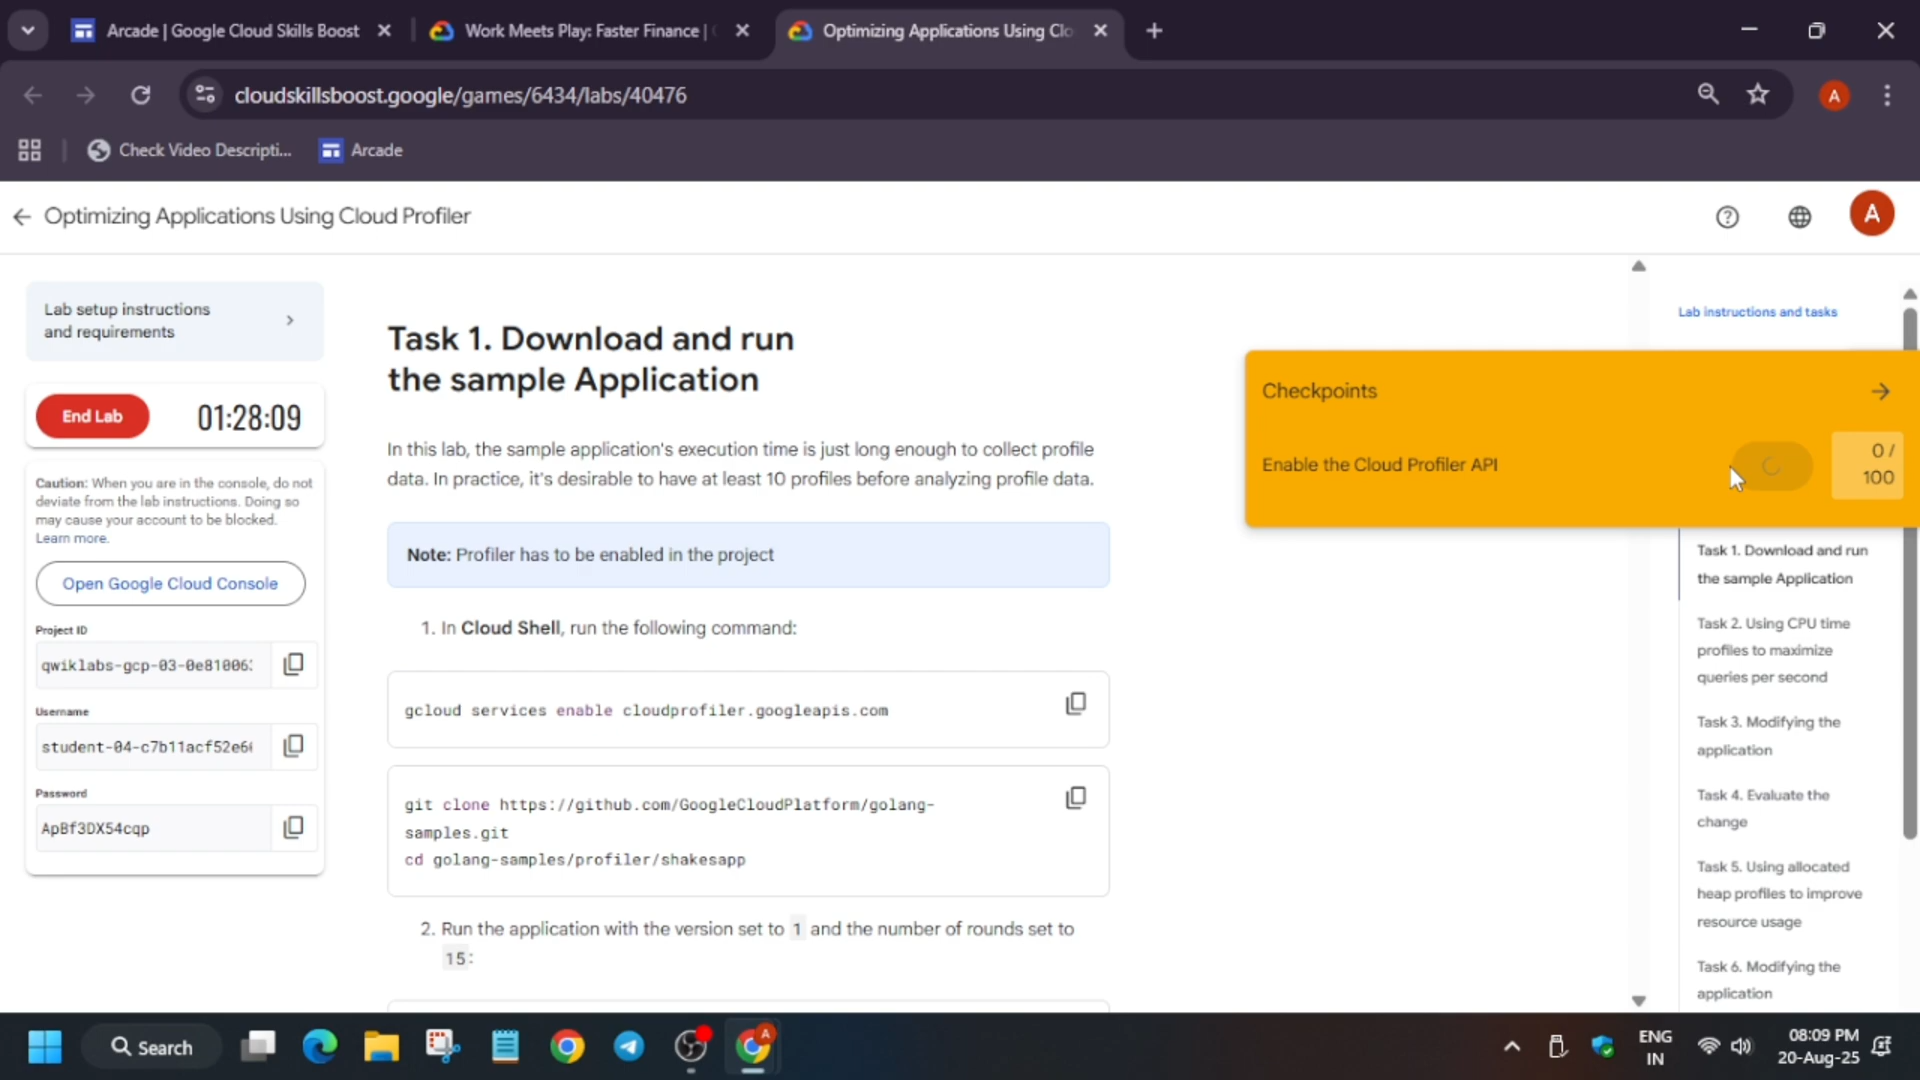 Arcade | Google Cloud Skills Boost
Work Meets Play: Faster Finance |
Optimizing Applications Using Clo
cloudskillsboost.google/games/6434/labs/40476
A
Check Video Descripti...
Arcade
Optimizing Applications Using Cloud Profiler
A
Lab setup instructions
and requirements
End Lab
01:28:09
Caution: When you are in the console, do not
deviate from the lab instructions. Doing so
may cause your account to be blocked.
Learn more.
Open Google Cloud Console
Project ID
qwiklabs-gcp-03-0e810063
Username
student-04-c7b11acf52e6
Password
ApBf3DX54cqp
Task 1. Download and run
the sample Application
In this lab, the sample application's execution time is just long enough to collect profile
data. In practice, it's desirable to have at least 10 profiles before analyzing profile data.
Note: Profiler has to be enabled in the project
1. In Cloud Shell, run the following command:
gcloud services enable cloudprofiler.googleapis.com
git clone https://github.com/GoogleCloudPlatform/golang-
samples.git
cd golang-samples/profiler/shakesapp
2. Run the application with the version set to 1 and the number of rounds set to
15:
Lab instructions and tasks
Checkpoints
Enable the Cloud Profiler API
0 /
100
Task 1. Download and run
the sample Application
Task 2. Using CPU time
profiles to maximize
queries per second
Task 3. Modifying the
application
Task 4. Evaluate the
change
Task 5. Using allocated
heap profiles to improve
resource usage
Task 6. Modifying the
application
Search
A
ENG
IN
08:09 PM
20-Aug-25